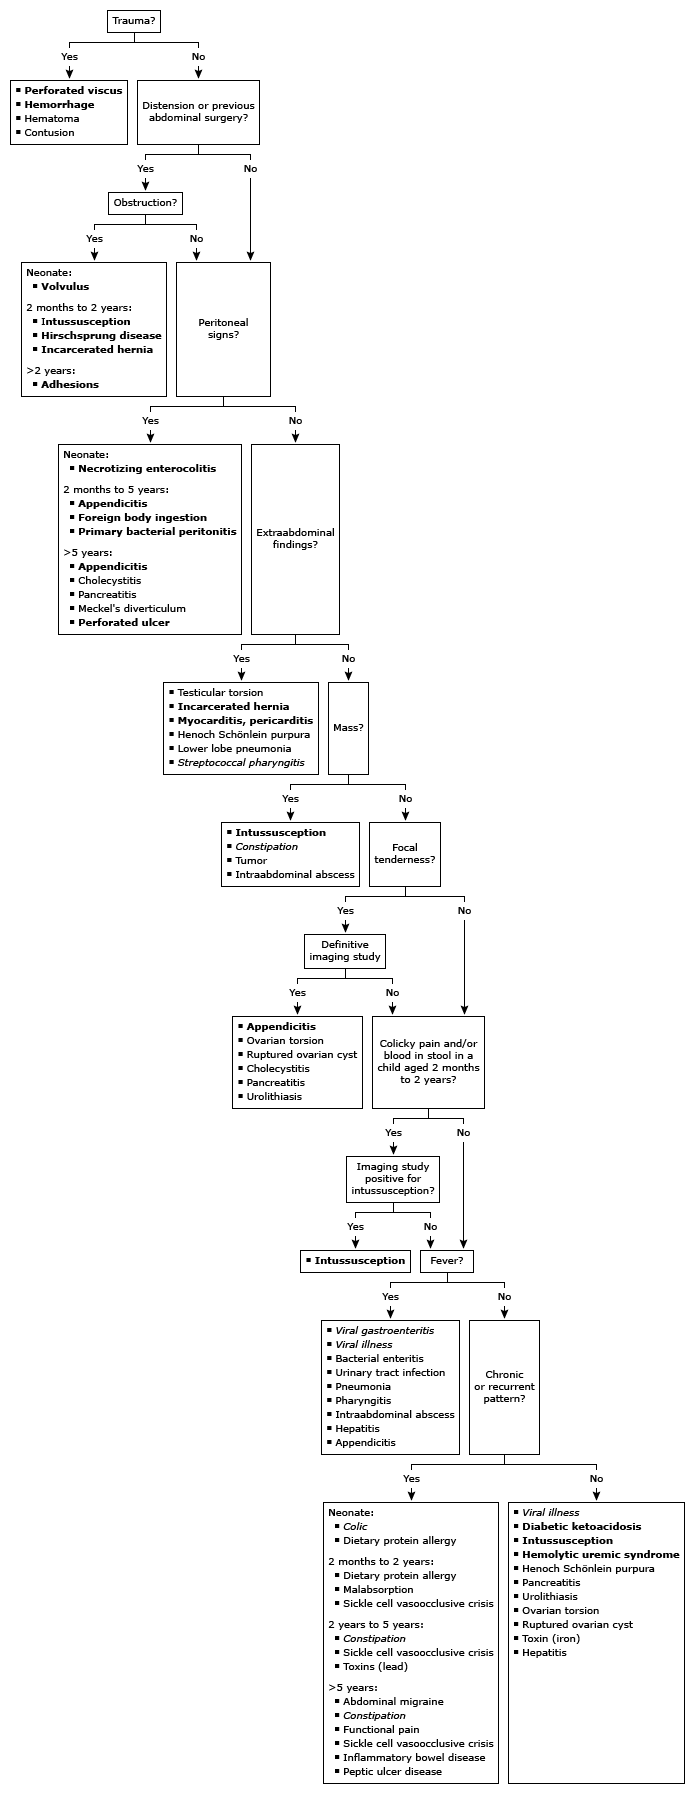 Trauma?
Yes
No
▪ Perforated viscus
▪ Hemorrhage
▪ Hematoma
▪ Contusion
Distension or previous
abdominal surgery?
Yes
No
Obstruction?
Yes
No
Neonate:
▪ Volvulus
2 months to 2 years:
▪ Intussusception
▪ Hirschsprung disease
▪ Incarcerated hernia
>2 years:
▪ Adhesions
Peritoneal
signs?
Yes
No
Neonate:
▪ Necrotizing enterocolitis
2 months to 5 years:
▪ Appendicitis
▪ Foreign body ingestion
▪ Primary bacterial peritonitis
>5 years:
▪ Appendicitis
▪ Cholecystitis
▪ Pancreatitis
▪ Meckel's diverticulum
▪ Perforated ulcer
Extraabdominal
findings?
Yes
No
▪ Testicular torsion
▪ Incarcerated hernia
▪ Myocarditis, pericarditis
▪ Henoch Schönlein purpura
▪ Lower lobe pneumonia
▪ Streptococcal pharyngitis
Mass?
Yes
No
▪ Intussusception
▪ Constipation
▪ Tumor
▪ Intraabdominal abscess
Focal
tenderness?
Yes
No
Definitive
imaging study
Yes
No
▪ Appendicitis
▪ Ovarian torsion
▪ Ruptured ovarian cyst
▪ Cholecystitis
▪ Pancreatitis
▪ Urolithiasis
Colicky pain and/or
blood in stool in a
child aged 2 months
to 2 years?
Yes
No
Imaging study
positive for
intussusception?
Yes
No
▪ Intussusception
Fever?
Yes
No
▪ Viral gastroenteritis
▪ Viral illness
▪ Bacterial enteritis
▪ Urinary tract infection
▪ Pneumonia
▪ Pharyngitis
▪ Intraabdominal abscess
▪ Hepatitis
▪ Appendicitis
Chronic
or recurrent
pattern?
Yes
No
Neonate:
▪ Colic
▪ Dietary protein allergy
2 months to 2 years:
▪ Dietary protein allergy
▪ Malabsorption
▪ Sickle cell vasoocclusive crisis
2 years to 5 years:
▪ Constipation
▪ Sickle cell vasoocclusive crisis
▪ Toxins (lead)
>5 years:
▪ Abdominal migraine
▪ Constipation
▪ Functional pain
▪ Sickle cell vasoocclusive crisis
▪ Inflammatory bowel disease
▪ Peptic ulcer disease
▪ Viral illness
▪ Diabetic ketoacidosis
▪ Intussusception
▪ Hemolytic uremic syndrome
▪ Henoch Schönlein purpura
▪ Pancreatitis
▪ Urolithiasis
▪ Ovarian torsion
▪ Ruptured ovarian cyst
▪ Toxin (iron)
▪ Hepatitis